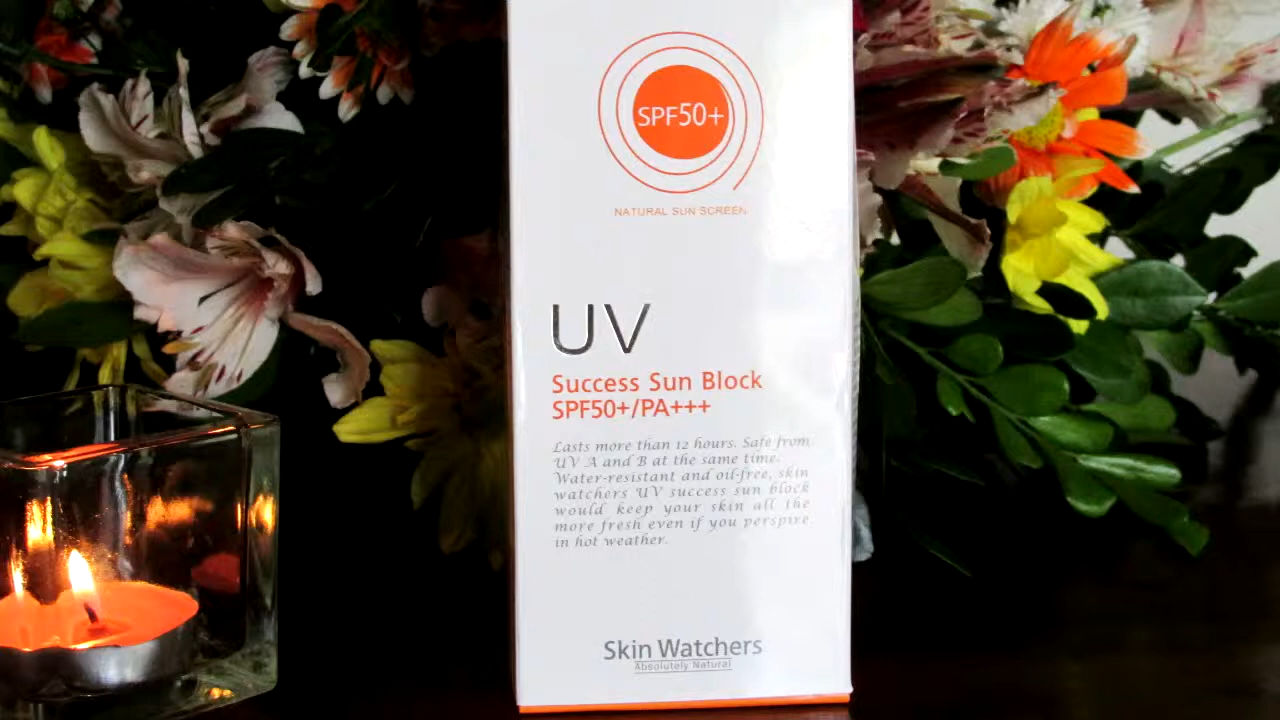 SPF50+
NATURAL SUN SCREEN
UV
Success Sun Block
SPF50+/PA+++
Lasts more than 12 hours. Safe from
UV A and B at the same time.
Water-resistant and oil-free, skin
watchers UV success sun block
would keep your skin all the
more fresh even if you perspire
in hot weather.
Skin Watchers
Absolutely Natural